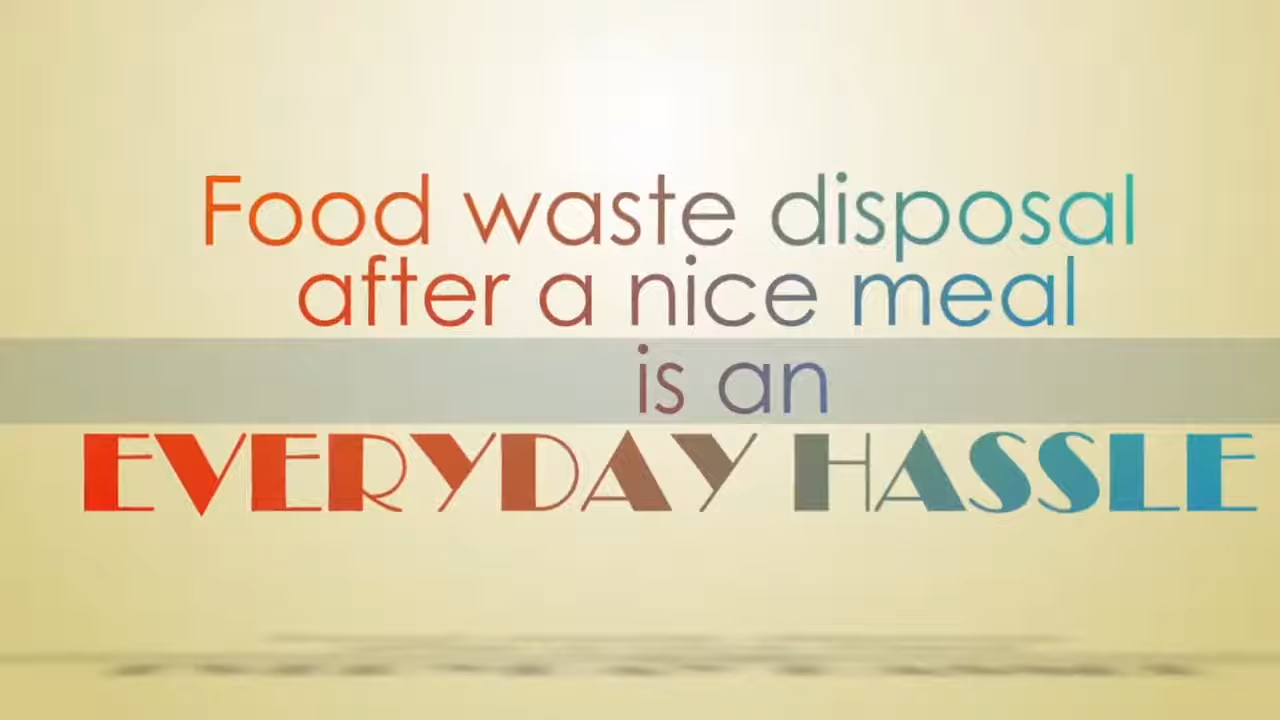 Food waste disposal
after a nice meal
is an
EVERYDAY HASSLE